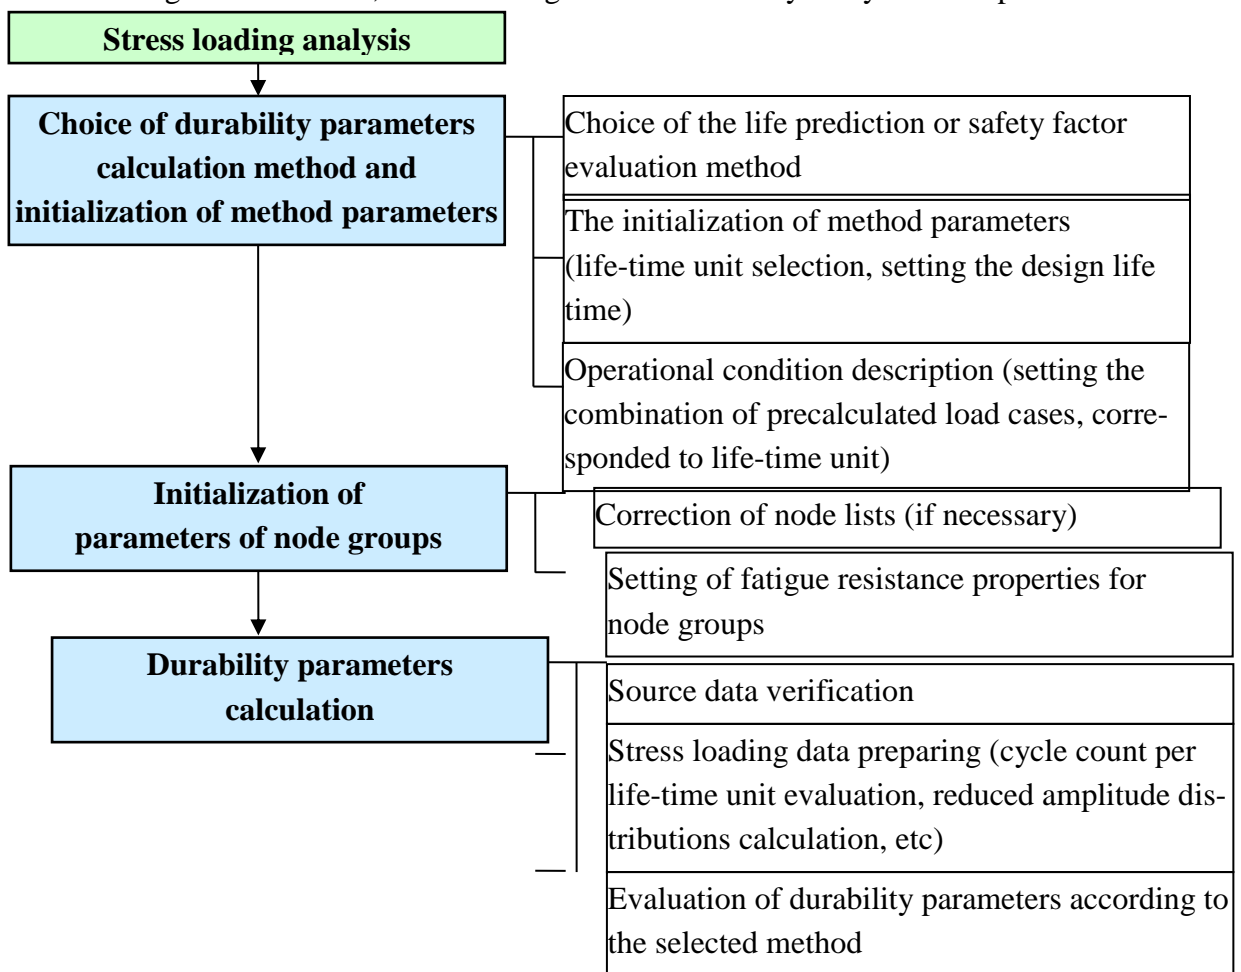 Stress loading analysis
Choice of durability parameters
calculation method and
initialization of method parameters
Choice of the life prediction or safety factor
evaluation method
The initialization of method parameters
(life-time unit selection, setting the design life
time)
Operational condition description (setting the
combination of precalculated load cases, corre-
sponded to life-time unit)
Initialization of
parameters of node groups
Correction of node lists (if necessary)
Setting of fatigue resistance properties for
node groups
Durability parameters
calculation
Source data verification
Stress loading data preparing (cycle count per
life-time unit evaluation, reduced amplitude dis-
tributions calculation, etc)
Evaluation of durability parameters according to
the selected method